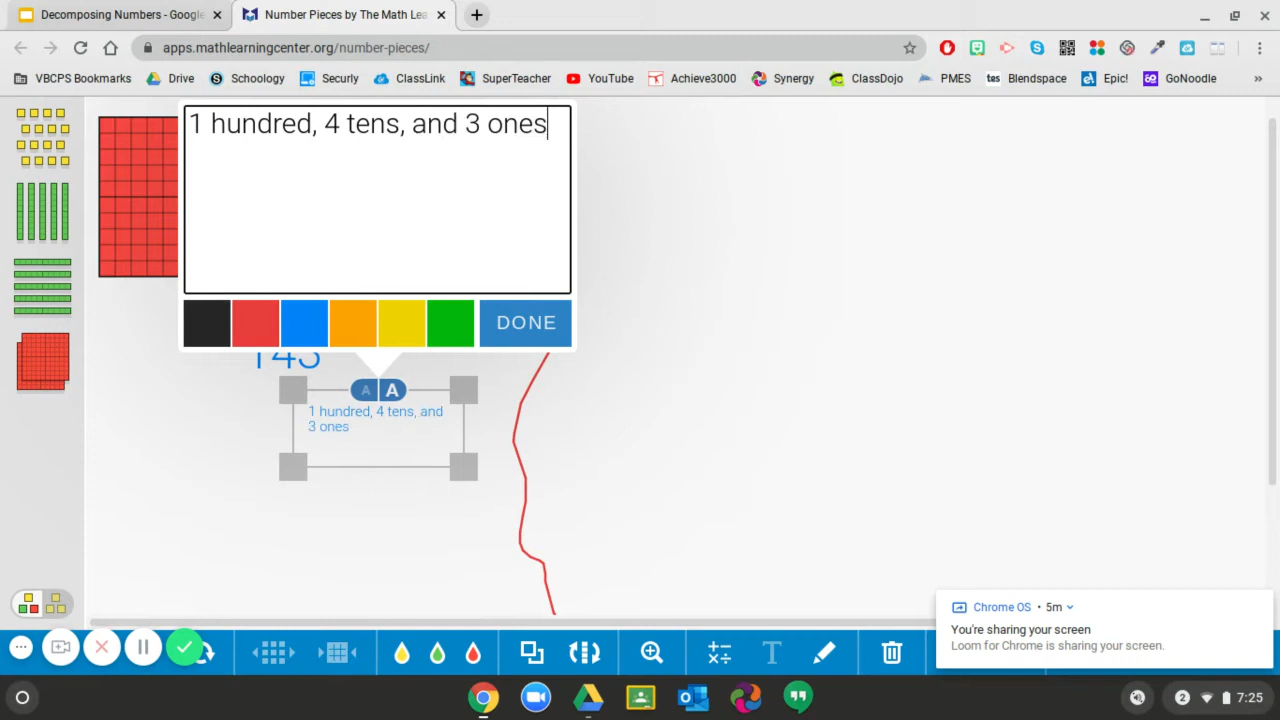 Decomposing Numbers - Google
Number Pieces by The Math Lea
apps.mathlearningcenter.org/number-pieces/
VBCPS Bookmarks
Drive
Schoology
Securly
ClassLink
SuperTeacher
YouTube
Achieve3000
Synergy
ClassDojo
PMES
tes
Blendspace
Epic!
GoNoodle
»
1 hundred, 4 tens, and 3 ones
DONE
143
A A
1 hundred, 4 tens, and
3 ones
Chrome OS • 5m
You're sharing your screen
Loom for Chrome is sharing your screen.
T
2
7:25